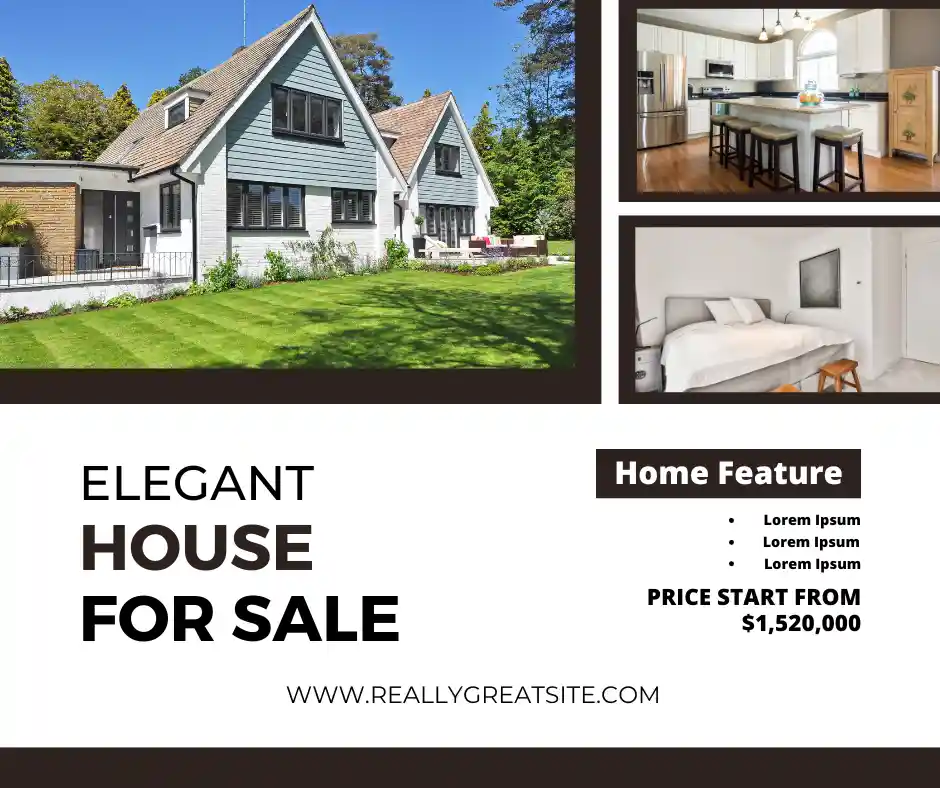 ELEGANT
HOUSE
FOR SALE
Home Feature
• Lorem Ipsum
• Lorem Ipsum
• Lorem Ipsum
PRICE START FROM
$1,520,000
WWW.REALLYGREATSITE.COM